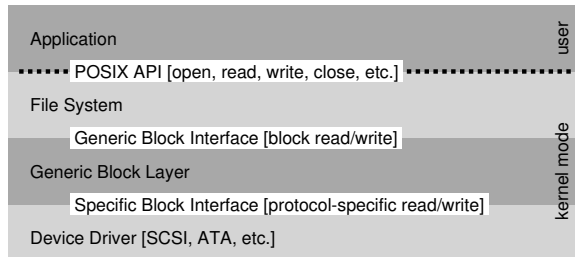 Application
user
POSIX API [open, read, write, close, etc.]
File System
Generic Block Interface [block read/write]
kernel mode
Generic Block Layer
Specific Block Interface [protocol-specific read/write]
Device Driver [SCSI, ATA, etc.]